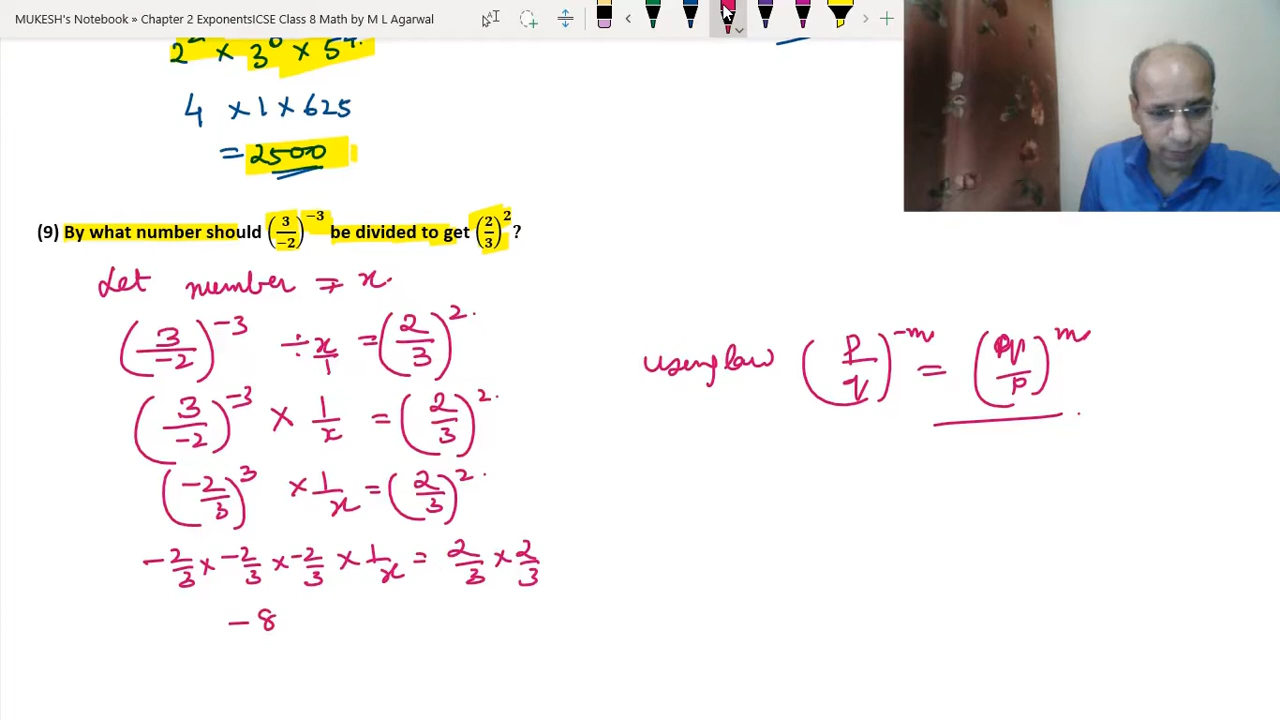 MUKESH's Notebook » Chapter 2 ExponentsICSE Class 8 Math by M L Agarwal
2² × 3⁰ × 5⁴.
4 × 1 × 625
= 2500
(9) By what number should (3/-2)^-3 be divided to get (2/3)^2?
Let number = x.
(3/-2)^-3 ÷ x/1 = (2/3)^2.
using law (p/q)^-m = (q/p)^m
(3/-2)^-3 × 1/x = (2/3)^2.
(-2/3)^3 × 1/x = (2/3)^2.
-2/3 × -2/3 × -2/3 × 1/x = 2/3 × 2/3
-8